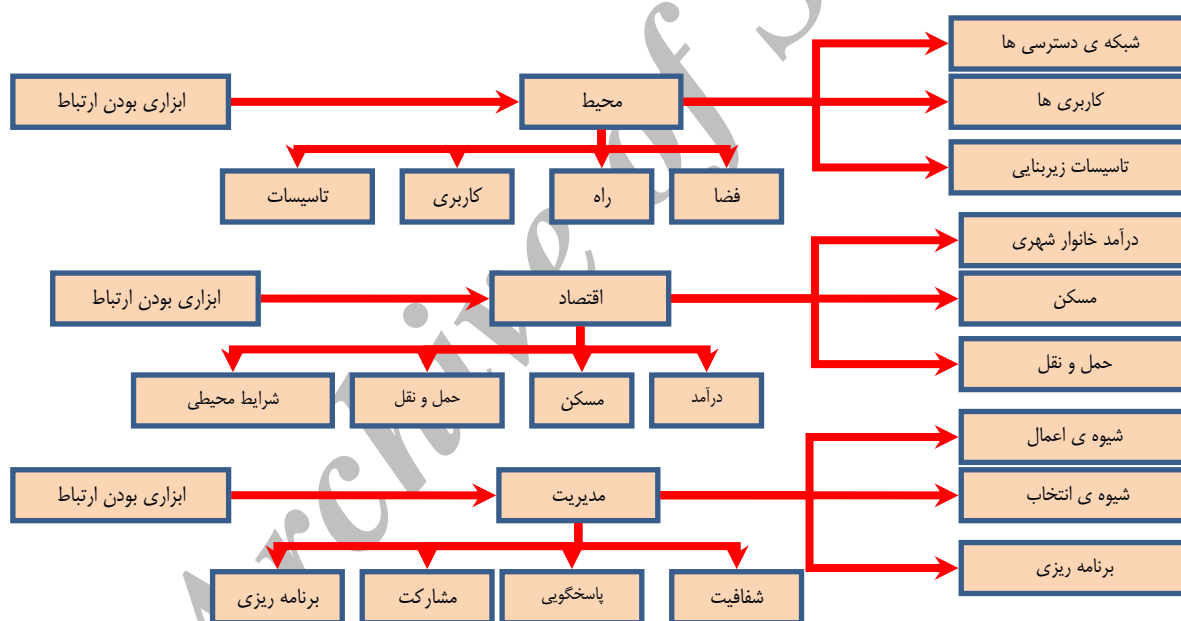 شبکه ی دسترسی ها
ابزاری بودن ارتباط
محیط
کاربری ها
تاسیسات زیربنایی
فضا
راه
کاربری
تاسیسات
درآمد خانوار شهری
ابزاری بودن ارتباط
اقتصاد
مسکن
حمل و نقل
درآمد
مسکن
حمل و نقل
شرایط محیطی
شیوه ی اعمال
ابزاری بودن ارتباط
مدیریت
شیوه ی انتخاب
برنامه ریزی
شفافیت
پاسخگویی
مشارکت
برنامه ریزی
Archive of S